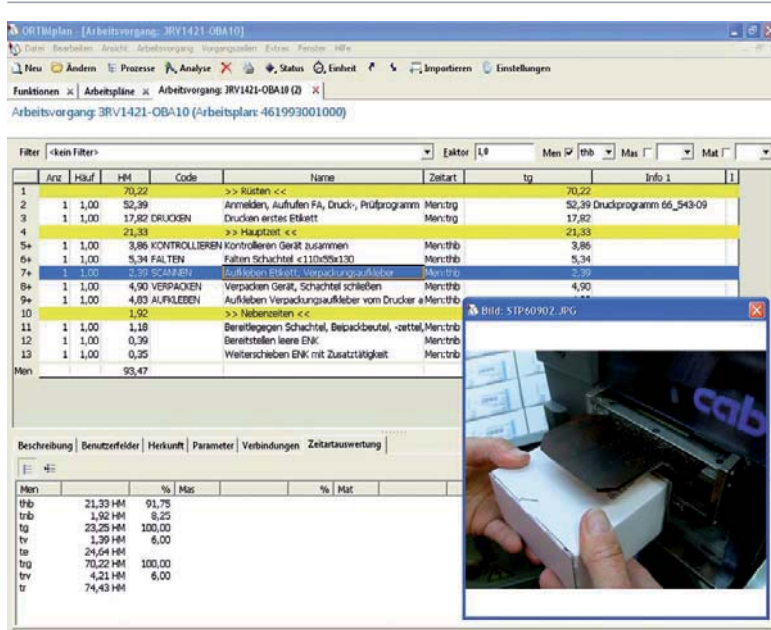 ORTIMplan - [Arbeitsvorgang: 3RV1421-OBA10]
Datei Bearbeiten Ansicht Arbeitsvorgang Vorgangszeilen Extras Fenster Hilfe
Neu Ändern Prozesse Analyse Status Einheit Importieren Einstellungen
Funktionen Arbeitspläne Arbeitsvorgang: 3RV1421-OBA10 (2)
Arbeitsvorgang: 3RV1421-OBA10 (Arbeitsplan: 461993001000)
Filter <kein Filter> Faktor 1,0 Men thb Mas Mat
Anz Häuf HM Code Name Zeitart tg Info 1 I
1 70,22 >> Rüsten << 70,22
2 1 1,00 52,39 Anmelden, Aufrufen FA, Druck-, Prüfprogramm Men:trg 52,39 Druckprogramm 66_543-09
3 1 1,00 17,82 DRUCKEN Drucken erstes Etikett Men:trg 17,82
4 21,33 >> Hauptzeit << 21,33
5+ 1 1,00 3,86 KONTROLLIEREN Kontrollieren Gerät zusammen Men:thb 3,86
6+ 1 1,00 5,34 FALTEN Falten Schachtel <110x55x130 Men:thb 5,34
7+ 1 1,00 2,39 SCANNEN Aufkleben Etikett, Verpackungsaufkleber Men:thb 2,39
8+ 1 1,00 4,90 VERPACKEN Verpacken Gerät, Schachtel schließen Men:thb 4,90
9+ 1 1,00 4,83 AUFKLEBEN Aufkleben Verpackungsaufkleber vom Drucker a Men:thb
10 1,92 >> Nebenzeiten <<
11 1 1,00 1,18 Bereitlegegen Schachtel, Beipackbeutel, -zettel, Men:tnb
12 1 1,00 0,39 Bereitstellen leere ENK Men:tnb
13 1 1,00 0,35 Weiterschieben ENK mit Zusatztätigkeit Men:tnb
Men 93,47
Bild: STP60902.JPG
cab
Beschreibung Benutzerfelder Herkunft Parameter Verbindungen Zeitartauswertung
Men % Mas % Mat
thb 21,33 HM 91,75
tnb 1,92 HM 8,25
tg 23,25 HM 100,00
tv 1,39 HM 6,00
te 24,64 HM
trg 70,22 HM 100,00
trv 4,21 HM 6,00
tr 74,43 HM